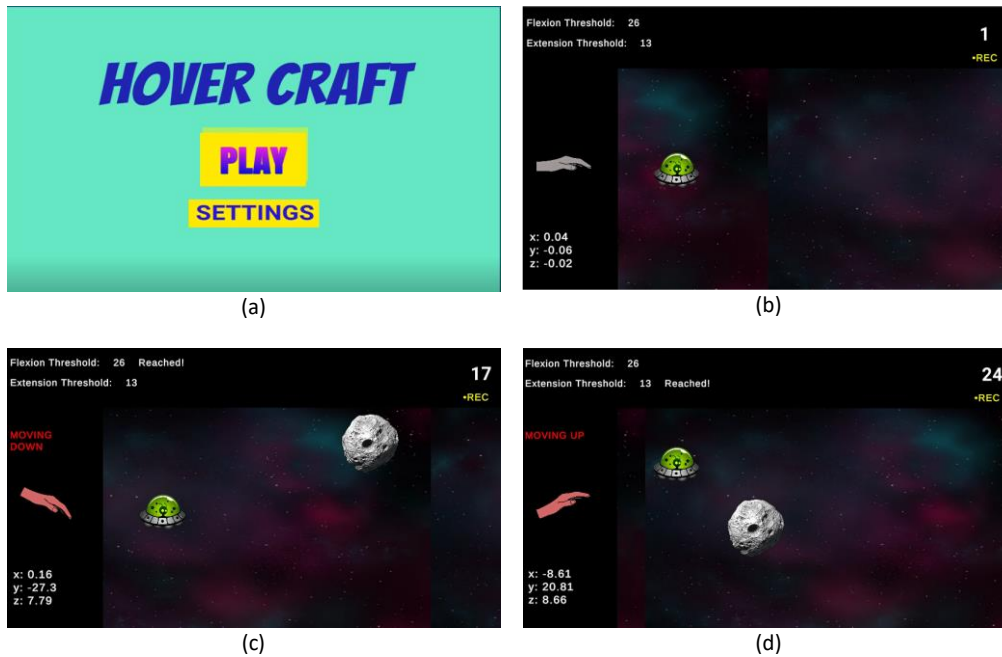 HOVER CRAFT
PLAY
SETTINGS
(a)
Flexion Threshold: 26
Extension Threshold: 13
1
•REC
x: 0.04
y: -0.06
z: -0.02
(b)
Flexion Threshold: 26 Reached!
Extension Threshold: 13
17
•REC
MOVING
DOWN
x: 0.16
y: -27.3
z: 7.79
(c)
Flexion Threshold: 26
Extension Threshold: 13 Reached!
24
•REC
MOVING UP
x: -8.61
y: 20.81
z: 8.66
(d)